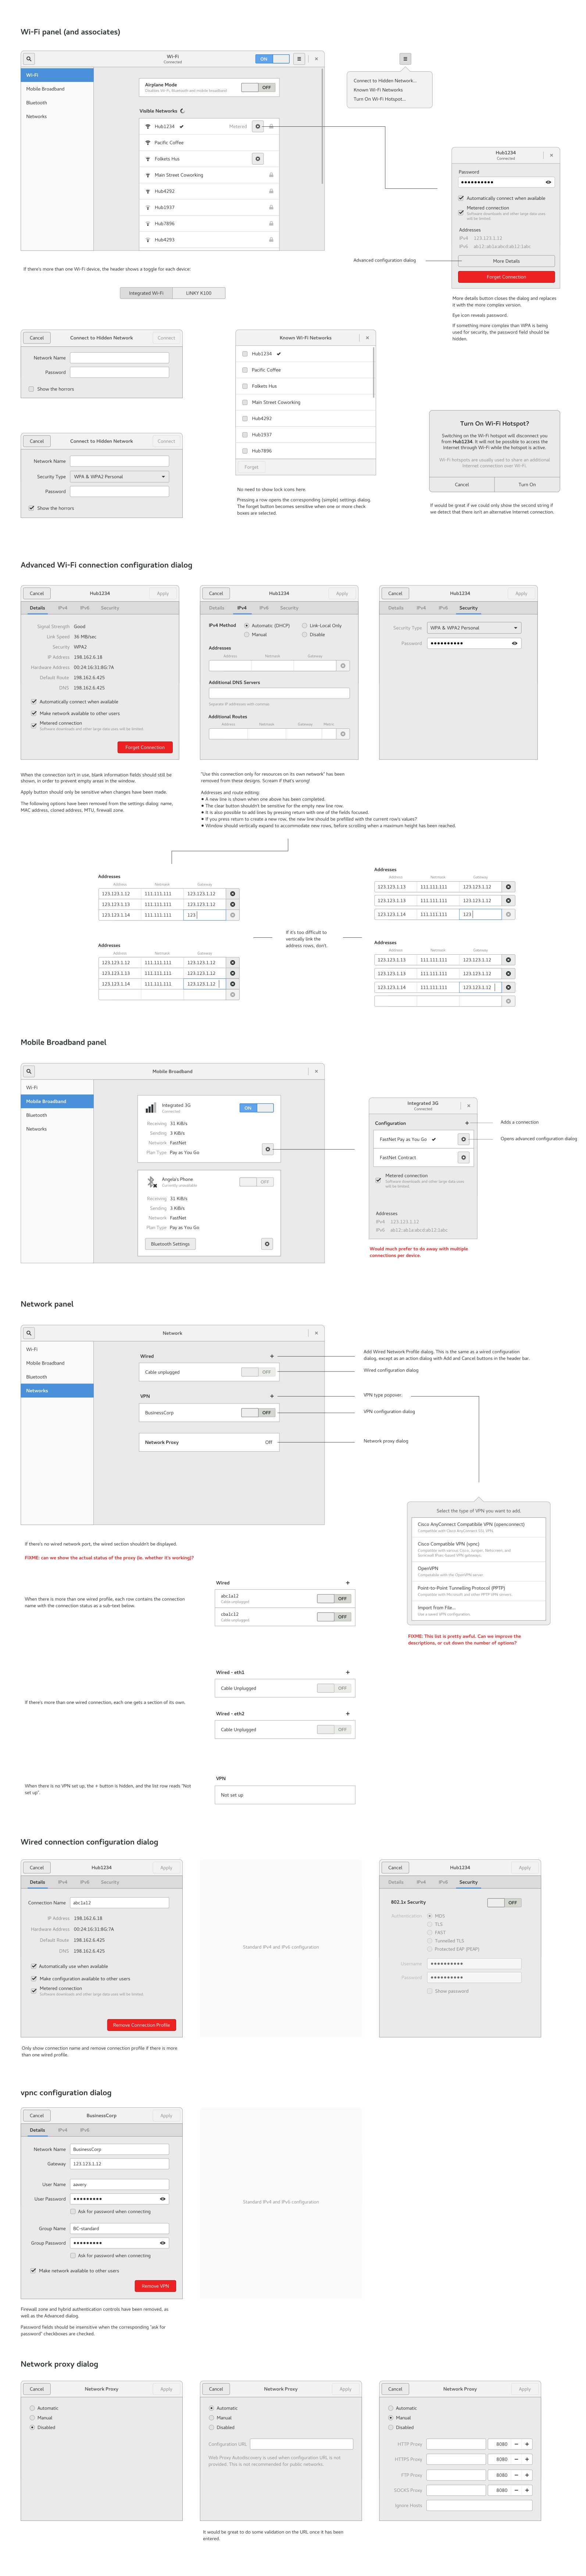 Wi-Fi panel (and associates)
Wi-Fi
Connected
ON
Wi-Fi
Mobile Broadband
Bluetooth
Networks
Airplane Mode
Disables Wi-Fi, Bluetooth and mobile broadband
OFF
Visible Networks
Hub1234
Metered
Pacific Coffee
Folkets Hus
Main Street Coworking
Hub4292
Hub1937
Hub7896
Hub4293
Connect to Hidden Network...
Known Wi-Fi Networks
Turn On Wi-Fi Hotspot...
Hub1234
Connected
Password
Automatically connect when available
Metered connection
Software downloads and other large data uses
will be limited.
Addresses
IPv4 123.123.1.12
More Details
Forget Connection
Advanced configuration dialog
If there's more than one Wi-Fi device, the header shows a toggle for each device:
Integrated Wi-Fi
LINKY K100
More details button closes the dialog and replaces
it with the more complex version.
Eye icon reveals password.
If something more complex than WPA is being
used for security, the password field should be
hidden.
Cancel
Connect to Hidden Network
Connect
Network Name
Password
Show the horrors
Known Wi-Fi Networks
Hub1234
Pacific Coffee
Folkets Hus
Main Street Coworking
Hub4292
Hub1937
Hub7896
Forget
No need to show lock icons here.
Pressing a row opens the corresponding (simple) settings dialog.
The forget button becomes sensitive when one or more check
boxes are selected.
Cancel
Connect to Hidden Network
Connect
Network Name
Security Type
WPA & WPA2 Personal
Password
Show the horrors
Turn On Wi-Fi Hotspot?
Switching on the Wi-Fi hotspot will disconnect you
from Hub1234. It will not be possible to access the
Internet through Wi-Fi while the hotspot is active.
Wi-Fi hotspots are usually used to share an additional
Internet connection over Wi-Fi.
Cancel
Turn On
It would be great if we could only show the second string if
we detect that there isn't an alternative Internet connection.
Advanced Wi-Fi connection configuration dialog
Cancel
Hub1234
Apply
Details
IPv4
IPv6
Security
Signal Strength Good
Link Speed 36 MB/sec
Security WPA2
IP Address 198.162.6.18
Hardware Address 00:24:16:31:8G:7A
Default Route 198.162.6.425
DNS 198.162.6.425
Automatically connect when available
Make network available to other users
Metered connection
Software downloads and other large data uses will be limited.
Forget Connection
Cancel
Hub1234
Apply
Details
IPv4
IPv6
Security
IPv4 Method
Automatic (DHCP)
Link-Local Only
Manual
Disable
Addresses
Address
Netmask
Gateway
Additional DNS Servers
Separate IP addresses with commas
Additional Routes
Address
Netmask
Gateway
Metric
Cancel
Hub1234
Apply
Details
IPv4
IPv6
Security
Security Type
WPA & WPA2 Personal
Password
When the connection isn't in use, blank information fields should still be
shown, in order to prevent empty areas in the window.
Apply button should only be sensitive when changes have been made.
The following options have been removed from the settings dialog: name,
MAC address, cloned address, MTU, firewall zone.
"Use this connection only for resources on its own network" has been
removed from these designs. Scream if that's wrong!
Addresses and route editing:
• A new line is shown when one above has been completed.
• The clear button shouldn't be sensitive for the empty new line row.
• It is also possible to add lines by pressing return with one of the fields focused.
• If you press return to create a new row, the new line should be prefilled with the current row's values?
• Window should vertically expand to accommodate new rows, before scrolling when a maximum height has been reached.
Addresses
Address
Netmask
Gateway
123.123.1.12 111.111.111 123.123.1.12
123.123.1.13 111.111.111 123.123.1.12
123.123.1.14 111.111.111 123
Addresses
Address
Netmask
Gateway
123.123.1.13 111.111.111 123.123.1.12
123.123.1.13 111.111.111 123.123.1.12
123.123.1.14 111.111.111 123
If it's too difficult to
vertically link the
address rows, don't.
Addresses
Address
Netmask
Gateway
123.123.1.12 111.111.111 123.123.1.12
123.123.1.13 111.111.111 123.123.1.12
123.123.1.14 111.111.111 123.123.1.12
Addresses
Address
Netmask
Gateway
123.123.1.13 111.111.111 123.123.1.12
123.123.1.13 111.111.111 123.123.1.12
123.123.1.14 111.111.111 123.123.1.12
Mobile Broadband panel
Mobile Broadband
Wi-Fi
Mobile Broadband
Bluetooth
Networks
Integrated 3G
Connected
ON
Receiving 31 KiB/s
Sending 3 KiB/s
Network FastNet
Plan Type Pay as You Go
Angela's Phone
Currently unavailable
OFF
Receiving 31 KiB/s
Sending 3 KiB/s
Network FastNet
Plan Type Pay as You Go
Bluetooth Settings
Integrated 3G
Connected
Configuration
FastNet Pay as You Go
FastNet Contract
Metered connection
Software downloads and other large data uses
will be limited.
Addresses
IPv4 123.123.1.12
Adds a connection
Opens advanced configuration dialog
Would much prefer to do away with multiple
connections per device.
Network panel
Network
Wi-Fi
Mobile Broadband
Bluetooth
Networks
Wired
Cable unplugged
OFF
VPN
BusinessCorp
OFF
Network Proxy
Off
Add Wired Network Profile dialog. This is the same as a wired configuration
dialog, except as an action dialog with Add and Cancel buttons in the header bar.
Wired configuration dialog
VPN type popover
VPN configuration dialog
Network proxy dialog
Select the type of VPN you want to add.
Cisco AnyConnect Compatible VPN (openconnect)
Compatible with Cisco AnyConnect SSL VPN.
Cisco Compatible VPN (vpnc)
Compatible with various Cisco, Juniper, Netscreen, and
Sonicwall IPsec-based VPN gateways.
OpenVPN
Compatible with the OpenVPN server.
Point-to-Point Tunnelling Protocol (PPTP)
Compatible with Microsoft and other PPTP VPN servers.
Import from File...
Use a saved VPN configuration.
FIXME: This list is pretty awful. Can we improve the
descriptions, or cut down the number of options?
If there's no wired network port, the wired section shouldn't be displayed.
FIXME: can we show the actual status of the proxy (ie. whether it's working)?
When there is more than one wired profile, each row contains the connection
name with the connection status as a sub-text below.
Wired
abc1a12
Cable unplugged
OFF
cba1c12
Cable unplugged
OFF
If there's more than one wired connection, each one gets a section of its own.
Wired - eth1
Cable Unplugged
OFF
Wired - eth2
Cable Unplugged
OFF
When there is no VPN set up, the + button is hidden, and the list row reads "Not
set up".
VPN
Not set up
Wired connection configuration dialog
Cancel
Hub1234
Apply
Details
IPv4
IPv6
Security
Connection Name
abc1a12
IP Address 198.162.6.18
Hardware Address 00:24:16:31:8G:7A
Default Route 198.162.6.425
DNS 198.162.6.425
Automatically use when available
Make configuration available to other users
Metered connection
Software downloads and other large data uses will be limited.
Remove Connection Profile
Standard IPv4 and IPv6 configuration
Cancel
Hub1234
Apply
Details
IPv4
IPv6
Security
802.1x Security
OFF
Authentication
MD5
TLS
FAST
Tunnelled TLS
Protected EAP (PEAP)
Username
Password
Show password
Only show connection name and remove connection profile if there is more
than one wired profile.
vpnc configuration dialog
Cancel
BusinessCorp
Apply
Details
IPv4
IPv6
Network Name
BusinessCorp
Gateway
123.123.1.12
User Name
aavery
User Password
Ask for password when connecting
Group Name
BC-standard
Group Password
Ask for password when connecting
Make network available to other users
Remove VPN
Standard IPv4 and IPv6 configuration
Firewall zone and hybrid authentication controls have been removed, as
well as the Advanced dialog.
Password fields should be insensitive when the corresponding "ask for
password" checkboxes are checked.
Network proxy dialog
Cancel
Network Proxy
Apply
Automatic
Manual
Disabled
Cancel
Network Proxy
Apply
Automatic
Manual
Disabled
Configuration URL
Web Proxy Autodiscovery is used when configuration URL is not
provided. This is not recommended for public networks.
Cancel
Network Proxy
Apply
Automatic
Manual
Disabled
HTTP Proxy
8080
HTTPS Proxy
8080
FTP Proxy
8080
SOCKS Proxy
8080
Ignore Hosts
It would be great to do some validation on the URL once it has been
entered.